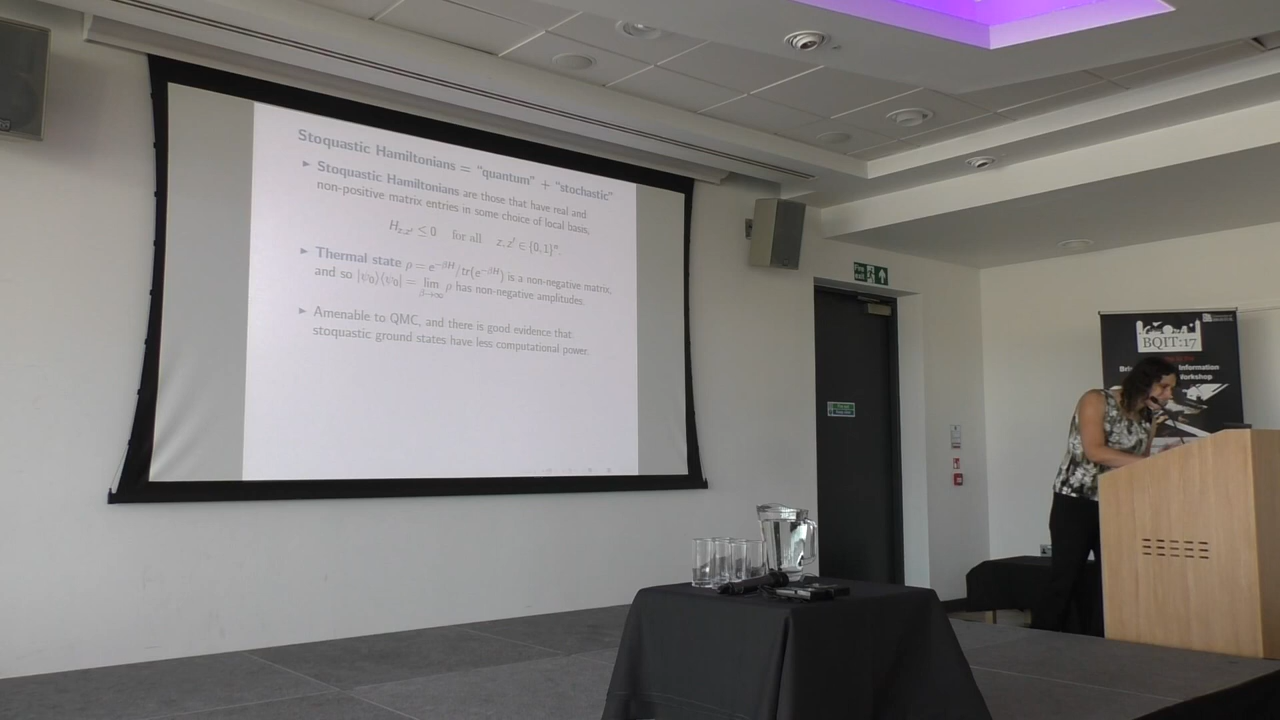 Stoquastic Hamiltonians = “quantum” + “stochastic”
► Stoquastic Hamiltonians are those that have real and
non-positive matrix entries in some choice of local basis,
H_{z,z'} ≤ 0 for all z, z' ∈ {0,1}^n.
► Thermal state ρ = e^{−βH}/tr(e^{−βH}) is a non-negative matrix,
and so |ψ₀⟩⟨ψ₀| = lim_{β→∞} ρ has non-negative amplitudes.
► Amenable to QMC, and there is good evidence that
stoquastic ground states have less computational power.
Fire
exit
BQIT:17
Information
Workshop